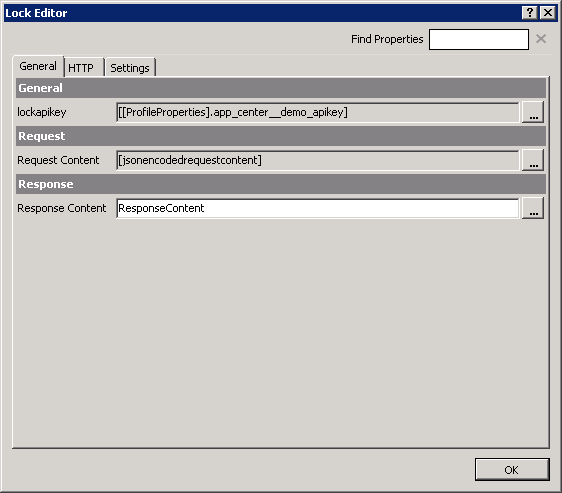 Lock Editor
Find Properties
General HTTP Settings
General
lockapikey [[ProfileProperties].app_center__demo_apikey] ...
Request
Request Content [jsonencodedrequestcontent] ...
Response
Response Content ResponseContent ...
OK